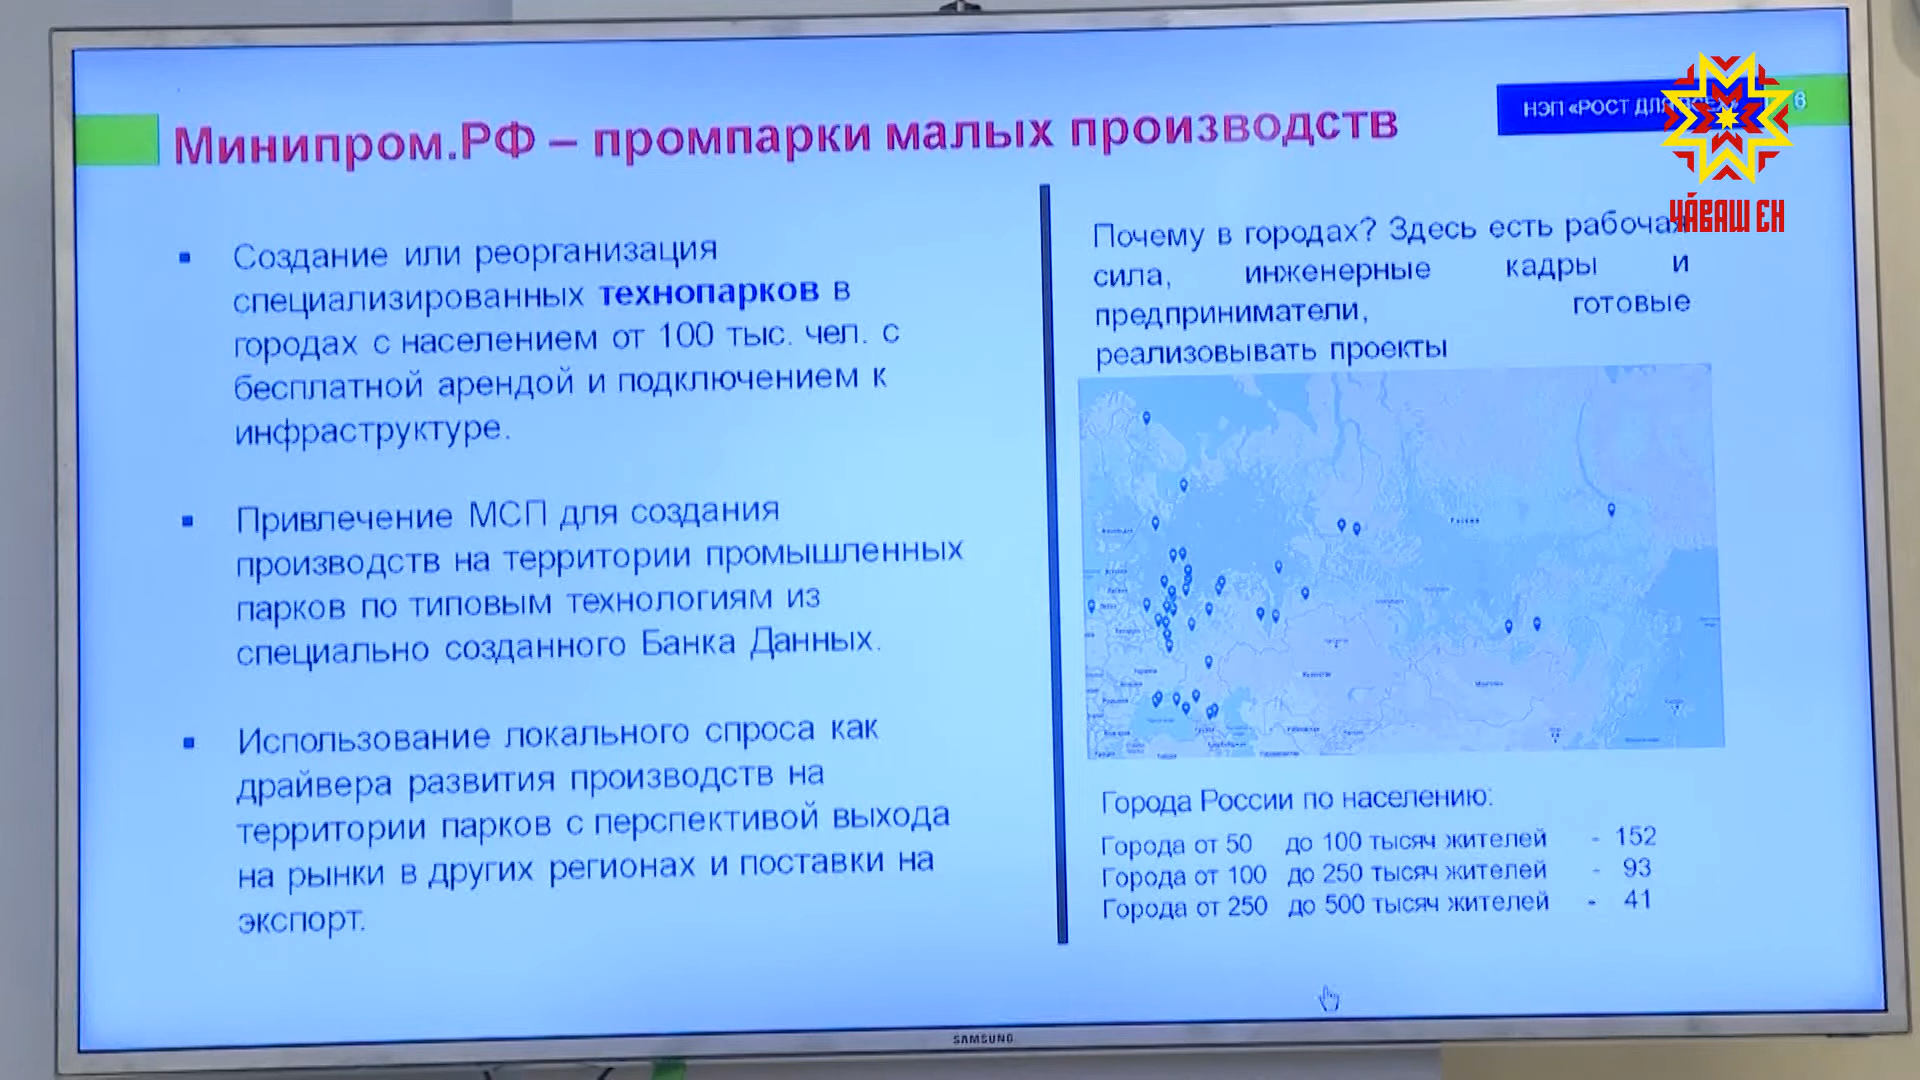 Минипром.РФ – промпарки малых производств
НЭП «РОСТ ДЛЯ ВСЕХ»
6
ЧӐВАШ ЕН
Создание или реорганизация
специализированных технопарков в
городах с населением от 100 тыс. чел. с
бесплатной арендой и подключением к
инфраструктуре.
Привлечение МСП для создания
производств на территории промышленных
парков по типовым технологиям из
специально созданного Банка Данных.
Использование локального спроса как
драйвера развития производств на
территории парков с перспективой выхода
на рынки в других регионах и поставки на
экспорт.
Почему в городах? Здесь есть рабочая
сила, инженерные кадры и
предприниматели, готовые
реализовывать проекты
Россия
Казахстан
Монголия
Города России по населению:
Города от 50 до 100 тысяч жителей - 152
Города от 100 до 250 тысяч жителей - 93
Города от 250 до 500 тысяч жителей - 41
SAMSUNG